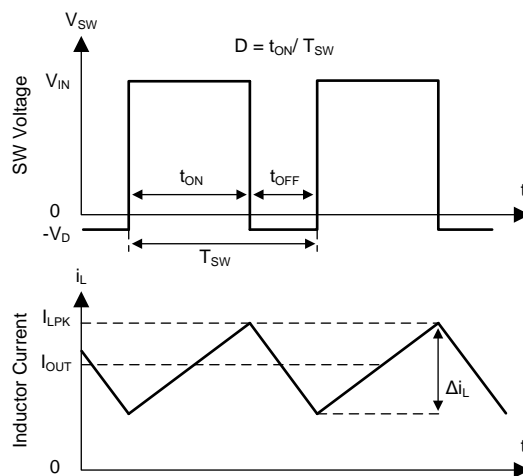 V_SW
D = t_ON/ T_SW
V_IN
SW Voltage
t_ON
t_OFF
t
0
-V_D
T_SW
i_L
I_LPK
I_OUT
Inductor Current
Δi_L
0
t